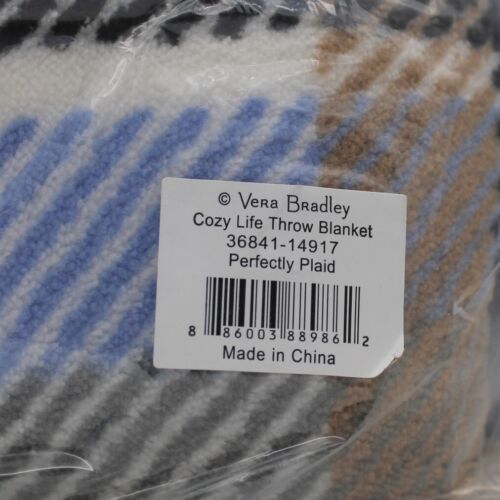 © Vera Bradley
Cozy Life Throw Blanket
36841-14917
Perfectly Plaid
8 86003 88986 2
Made in China